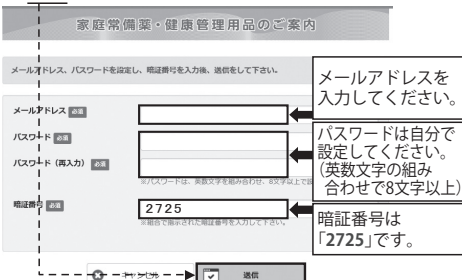 家庭常備薬・健康管理用品のご案内
メールアドレス、パスワードを設定し、暗証番号を入力後、送信をして下さい。
メールアドレスを
入力してください。
メールアドレス 必須
パスワードは自分で
設定してください。
(英数文字の組み
合わせで8文字以上)
パスワード 必須
パスワード (再入力) 必須
※パスワードは、英数文字を組み合わせ、8文字以上で設
暗証番号 必須
2725
※組合で指示された暗証番号を入力して下さい。
暗証番号は
「2725」です。
キャンセル
送信